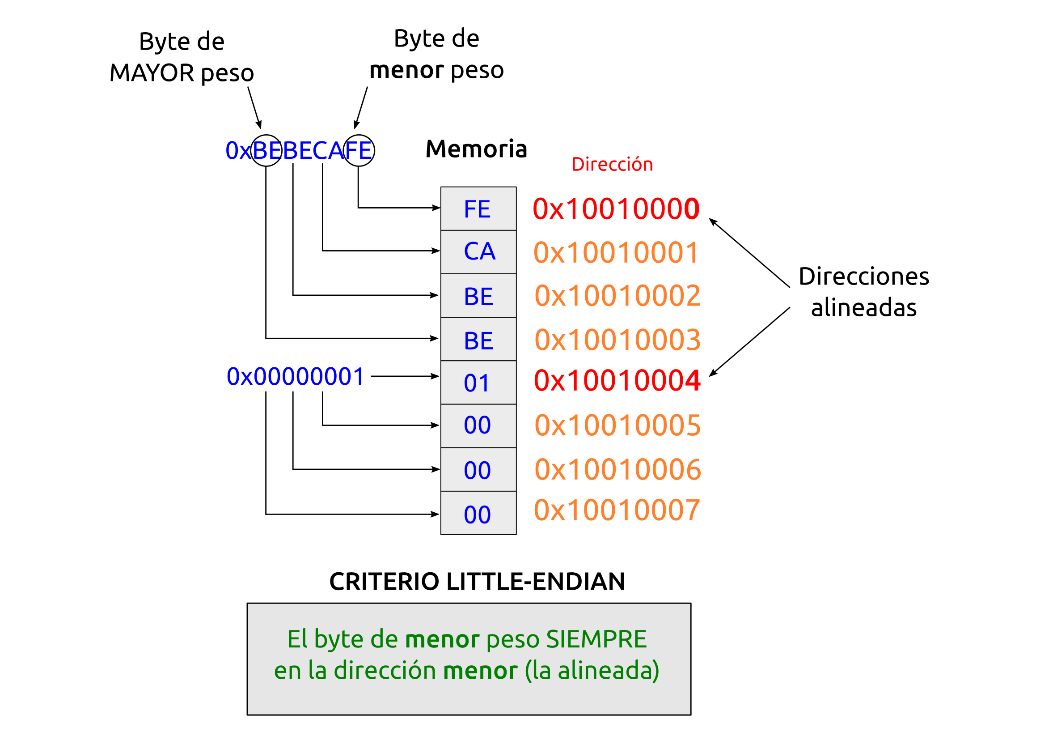 Byte de
MAYOR peso
Byte de
menor peso
0xBEBECAFE
Memoria
Dirección
FE 0x10010000
CA 0x10010001
BE 0x10010002
BE 0x10010003
Direcciones
alineadas
0x00000001
01 0x10010004
00 0x10010005
00 0x10010006
00 0x10010007
CRITERIO LITTLE-ENDIAN
El byte de menor peso SIEMPRE
en la dirección menor (la alineada)